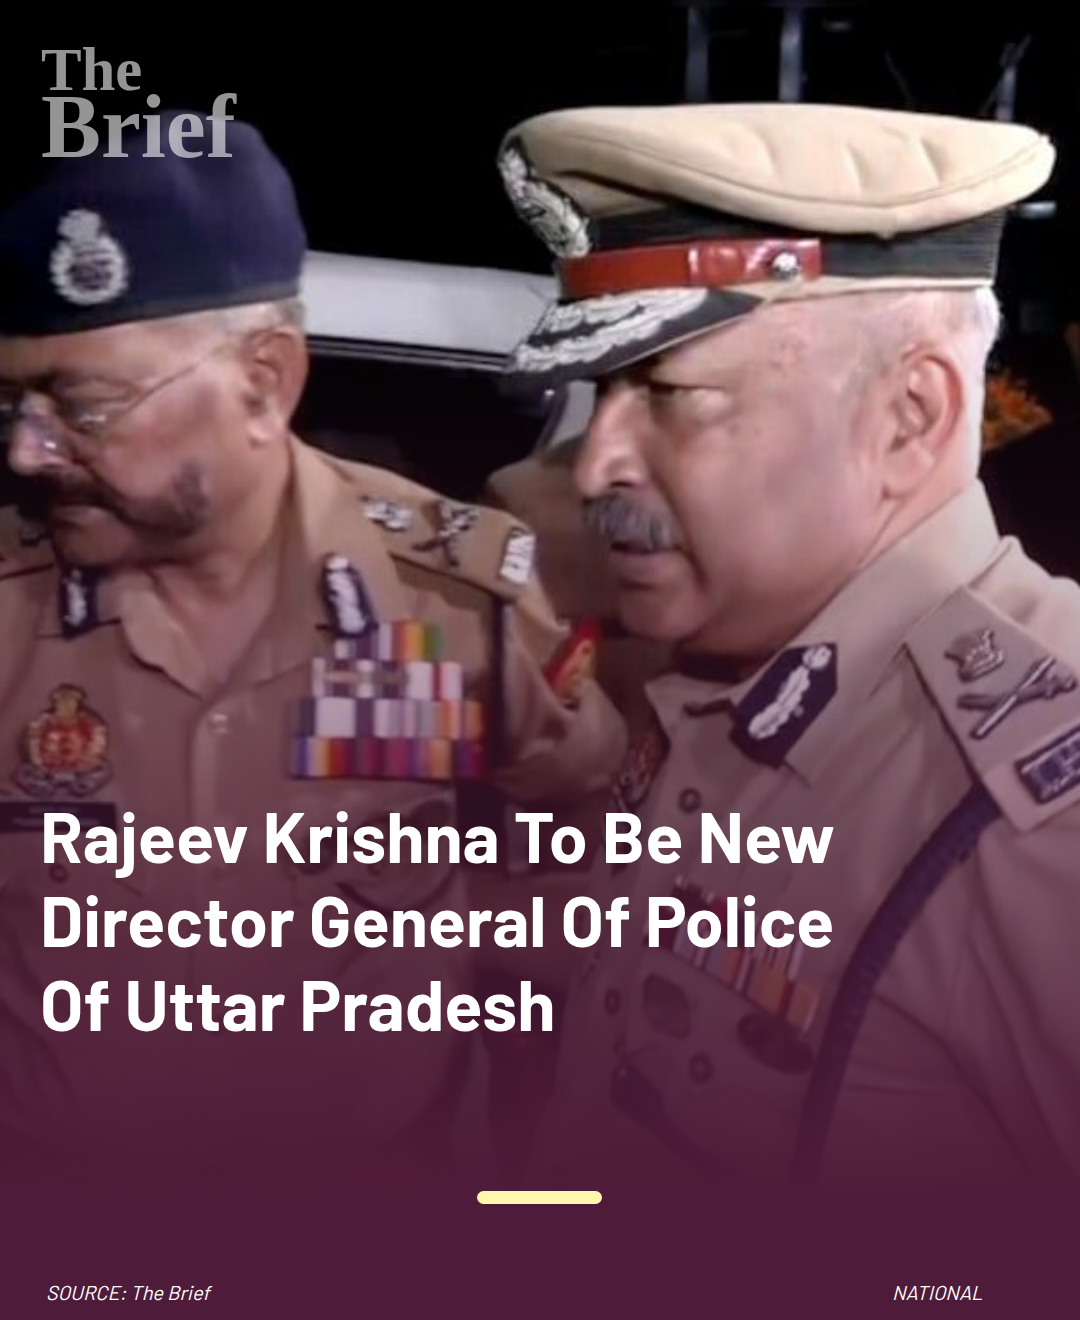 The
Brief
Rajeev Krishna To Be New
Director General Of Police
Of Uttar Pradesh
SOURCE: The Brief
NATIONAL